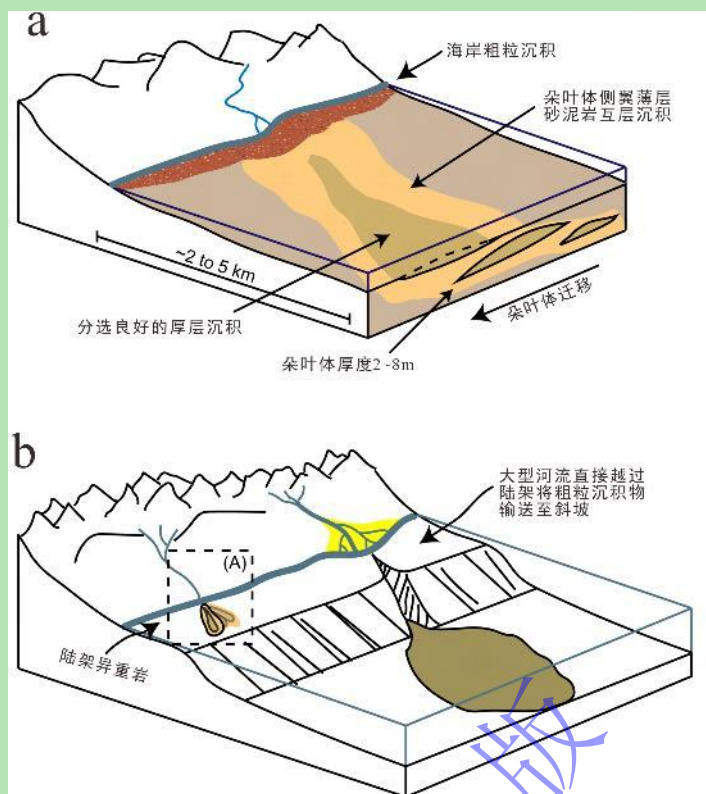 a
海岸粗粒沉积
朵叶体侧翼薄层
砂泥岩互层沉积
~2 to 5 km
分选良好的厚层沉积
朵叶体迁移
朵叶体厚度2-8m
b
大型河流直接越过
陆架将粗粒沉积物
输送至斜坡
(A)
陆架异重岩
版